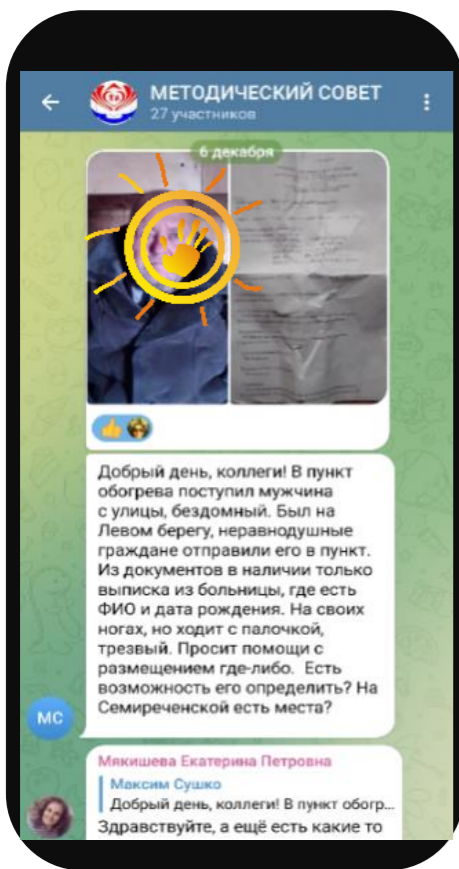 МЕТОДИЧЕСКИЙ СОВЕТ
27 участников
6 декабря
Добрый день, коллеги! В пункт
обогрева поступил мужчина
с улицы, бездомный. Был на
Левом берегу, неравнодушные
граждане отправили его в пункт.
Из документов в наличии только
выписка из больницы, где есть
ФИО и дата рождения. На своих
ногах, но ходит с палочкой,
трезвый. Просит помощи с
размещением где-либо. Есть
возможность его определить? На
Семиреченской есть места?
МС
Мякишева Екатерина Петровна
Максим Сушко
Добрый день, коллеги! В пункт обогр...
Здравствуйте, а ещё есть какие то